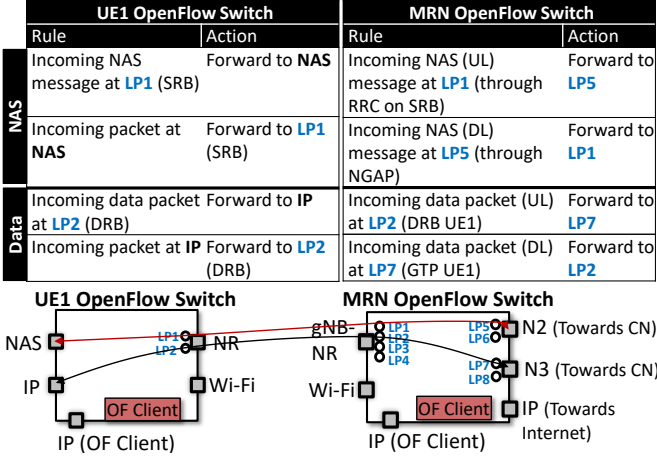 UE1 OpenFlow Switch
MRN OpenFlow Switch
Rule
Action
Rule
Action
NAS
Incoming NAS
message at LP1 (SRB)
Forward to NAS
Incoming NAS (UL)
message at LP1 (through
RRC on SRB)
Forward to
LP5
Incoming packet at
NAS
Forward to LP1
(SRB)
Incoming NAS (DL)
message at LP5 (through
NGAP)
Forward to
LP1
Data
Incoming data packet
at LP2 (DRB)
Forward to IP
Incoming data packet (UL)
at LP2 (DRB UE1)
Forward to
LP7
Incoming packet at IP
Forward to LP2
(DRB)
Incoming data packet (DL)
at LP7 (GTP UE1)
Forward to
LP2
UE1 OpenFlow Switch
NAS
IP
LP1
LP2
NR
Wi-Fi
OF Client
IP (OF Client)
MRN OpenFlow Switch
gNB-
NR
Wi-Fi
LP1
LP2
LP3
LP4
LP5
LP6
LP7
LP8
N2 (Towards CN)
N3 (Towards CN)
OF Client
IP (Towards
Internet)
IP (OF Client)